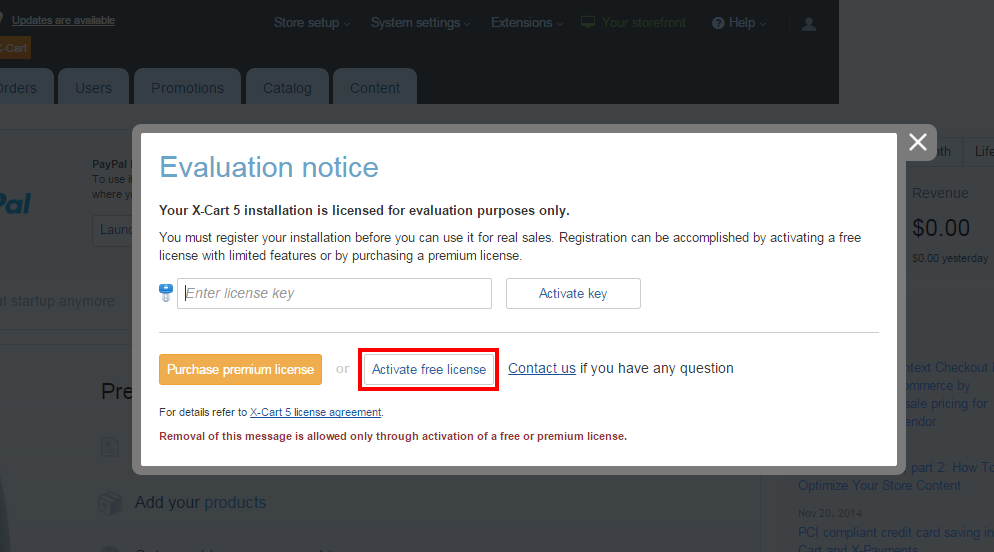 Updates are available
Store setup
System settings
Extensions
Your storefront
Help
X-Cart
Orders
Users
Promotions
Catalog
Content
Evaluation notice
Your X-Cart 5 installation is licensed for evaluation purposes only.
You must register your installation before you can use it for real sales. Registration can be accomplished by activating a free
license with limited features or by purchasing a premium license.
Enter license key
Activate key
Purchase premium license
or
Activate free license
Contact us if you have any question
For details refer to X-Cart 5 license agreement.
Removal of this message is allowed only through activation of a free or premium license.
PayPal
To use i
where yo
Pal
Laun
at startup anymore
Pre
Add your products
nth
Life
Revenue
$0.00
$0.00 yesterday
ntext Checkout
ommerce by
sale pricing for
endor
part 2: How To
Optimize Your Store Content
Nov 20, 2014
PCI compliant credit card saving in
Cart and X-Payments